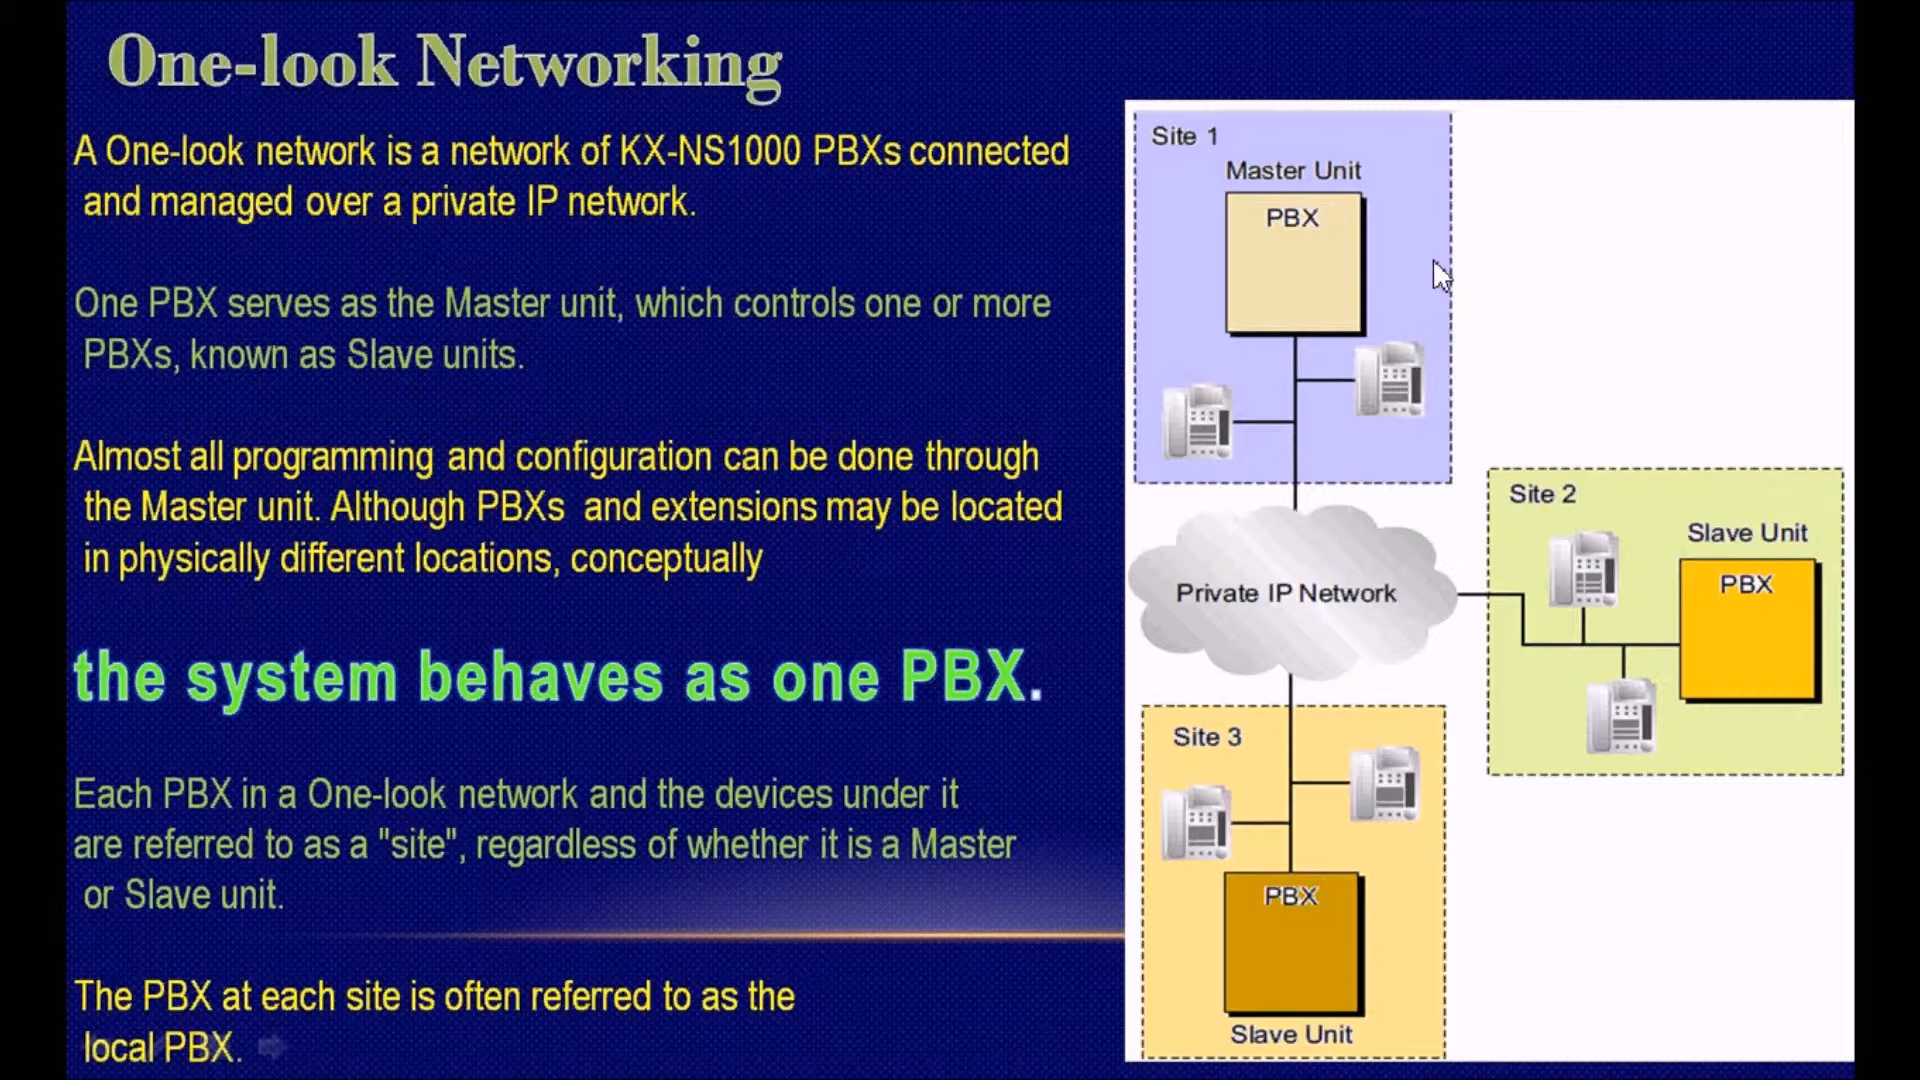 One-look Networking
A One-look network is a network of KX-NS1000 PBXs connected
and managed over a private IP network.
One PBX serves as the Master unit, which controls one or more
PBXs, known as Slave units.
Almost all programming and configuration can be done through
the Master unit. Although PBXs and extensions may be located
in physically different locations, conceptually
the system behaves as one PBX.
Each PBX in a One-look network and the devices under it
are referred to as a "site", regardless of whether it is a Master
or Slave unit.
The PBX at each site is often referred to as the
local PBX.
Site 1
Master Unit
PBX
Private IP Network
Site 2
Slave Unit
PBX
Site 3
PBX
Slave Unit